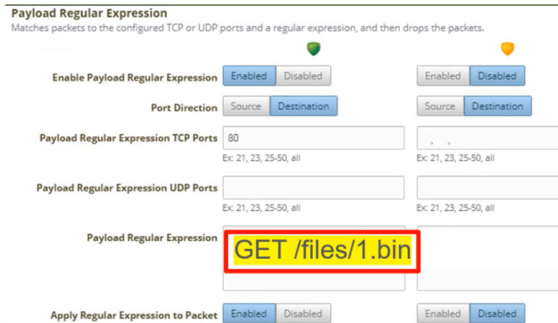 Payload Regular Expression
Matches packets to the configured TCP or UDP ports and a regular expression, and then drops the packets.
Enable Payload Regular Expression Enabled Disabled Enabled Disabled
Port Direction Source Destination Source Destination
Payload Regular Expression TCP Ports 80
Ex: 21, 23, 25-50, all Ex: 21, 23, 25-50, all
Payload Regular Expression UDP Ports
Ex: 21, 23, 25-50, all Ex: 21, 23, 25-50, all
Payload Regular Expression GET /files/1.bin
Apply Regular Expression to Packet Enabled Disabled Enabled Disabled